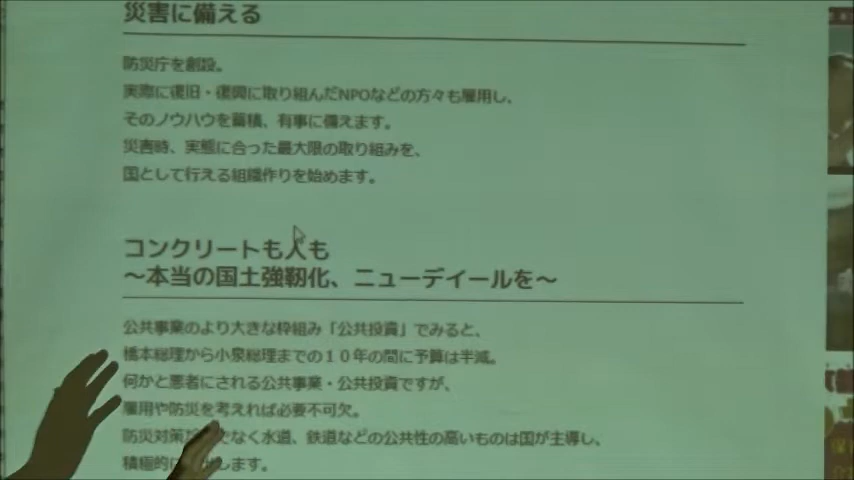 災害に備える
防災庁を創設。
実際に復旧・復興に取り組んだNPOなどの方々も雇用し、
そのノウハウを蓄積、有事に備えます。
災害時、実態に合った最大限の取り組みを、
国として行える組織作りを始めます。
コンクリートも人も
～本当の国土強靭化、ニューディールを～
公共事業のより大きな枠組み「公共投資」でみると、
橋本総理から小泉総理までの１０年の間に予算は半減。
何かと悪者にされる公共事業・公共投資ですが、
雇用や防災を考えれば必要不可欠。
防災対策 でなく水道、鉄道などの公共性の高いものは国が主導し、
積極的に します。